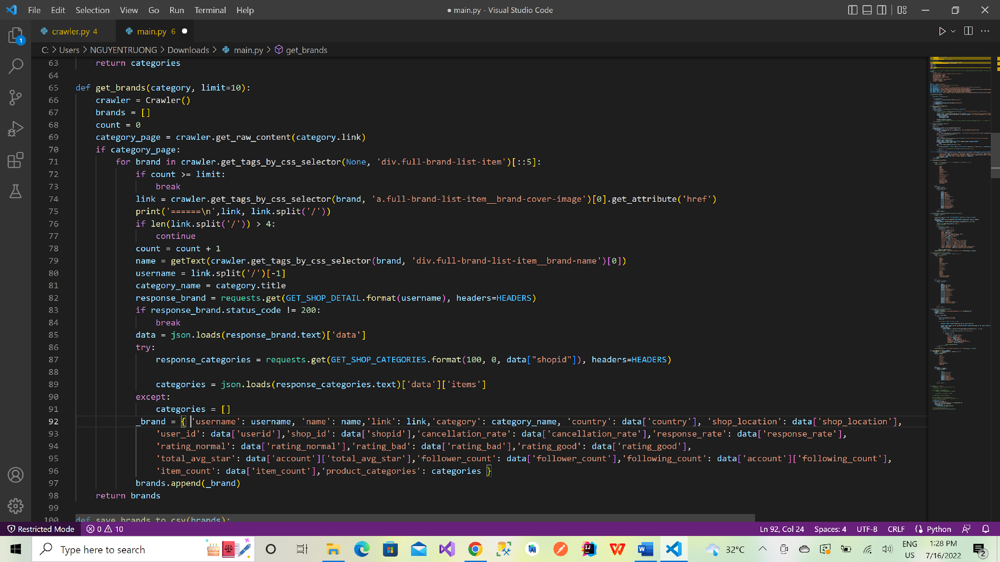 File Edit Selection View Go Run Terminal Help ● main.py - Visual Studio Code
1 crawler.py 4 main.py 6
C: > Users > NGUYENTRUONG > Downloads > main.py > get_brands
63 return categories
64
65 def get_brands(category, limit=10):
66 crawler = Crawler()
67 brands = []
68 count = 0
69 category_page = crawler.get_raw_content(category.link)
70 if category_page:
71 for brand in crawler.get_tags_by_css_selector(None, 'div.full-brand-list-item')[::5]:
72 if count >= limit:
73 break
74 link = crawler.get_tags_by_css_selector(brand, 'a.full-brand-list-item__brand-cover-image')[0].get_attribute('href')
75 print('======\n',link, link.split('/'))
76 if len(link.split('/')) > 4:
77 continue
78 count = count + 1
79 name = getText(crawler.get_tags_by_css_selector(brand, 'div.full-brand-list-item__brand-name')[0])
80 username = link.split('/')[-1]
81 category_name = category.title
82 response_brand = requests.get(GET_SHOP_DETAIL.format(username), headers=HEADERS)
83 if response_brand.status_code != 200:
84 break
85 data = json.loads(response_brand.text)['data']
86 try:
87 response_categories = requests.get(GET_SHOP_CATEGORIES.format(100, 0, data["shopid"]), headers=HEADERS)
88
89 categories = json.loads(response_categories.text)['data']['items']
90 except:
91 categories = []
92 _brand = { 'username': username, 'name': name,'link': link,'category': category_name, 'country': data['country'], 'shop_location': data['shop_location'],
93 'user_id': data['userid'],'shop_id': data['shopid'],'cancellation_rate': data['cancellation_rate'],'response_rate': data['response_rate'],
94 'rating_normal': data['rating_normal'],'rating_bad': data['rating_bad'],'rating_good': data['rating_good'],
95 'total_avg_star': data['account']['total_avg_star'],'follower_count': data['follower_count'],'following_count': data['account']['following_count'],
96 'item_count': data['item_count'],'product_categories': categories }
97 brands.append(_brand)
98 return brands
99
100 def save_brands_to_csv(brands):
Restricted Mode 0 10 Ln 92, Col 24 Spaces: 4 UTF-8 CRLF Python
Type here to search 32°C ENG US 1:28 PM 7/16/2022 2